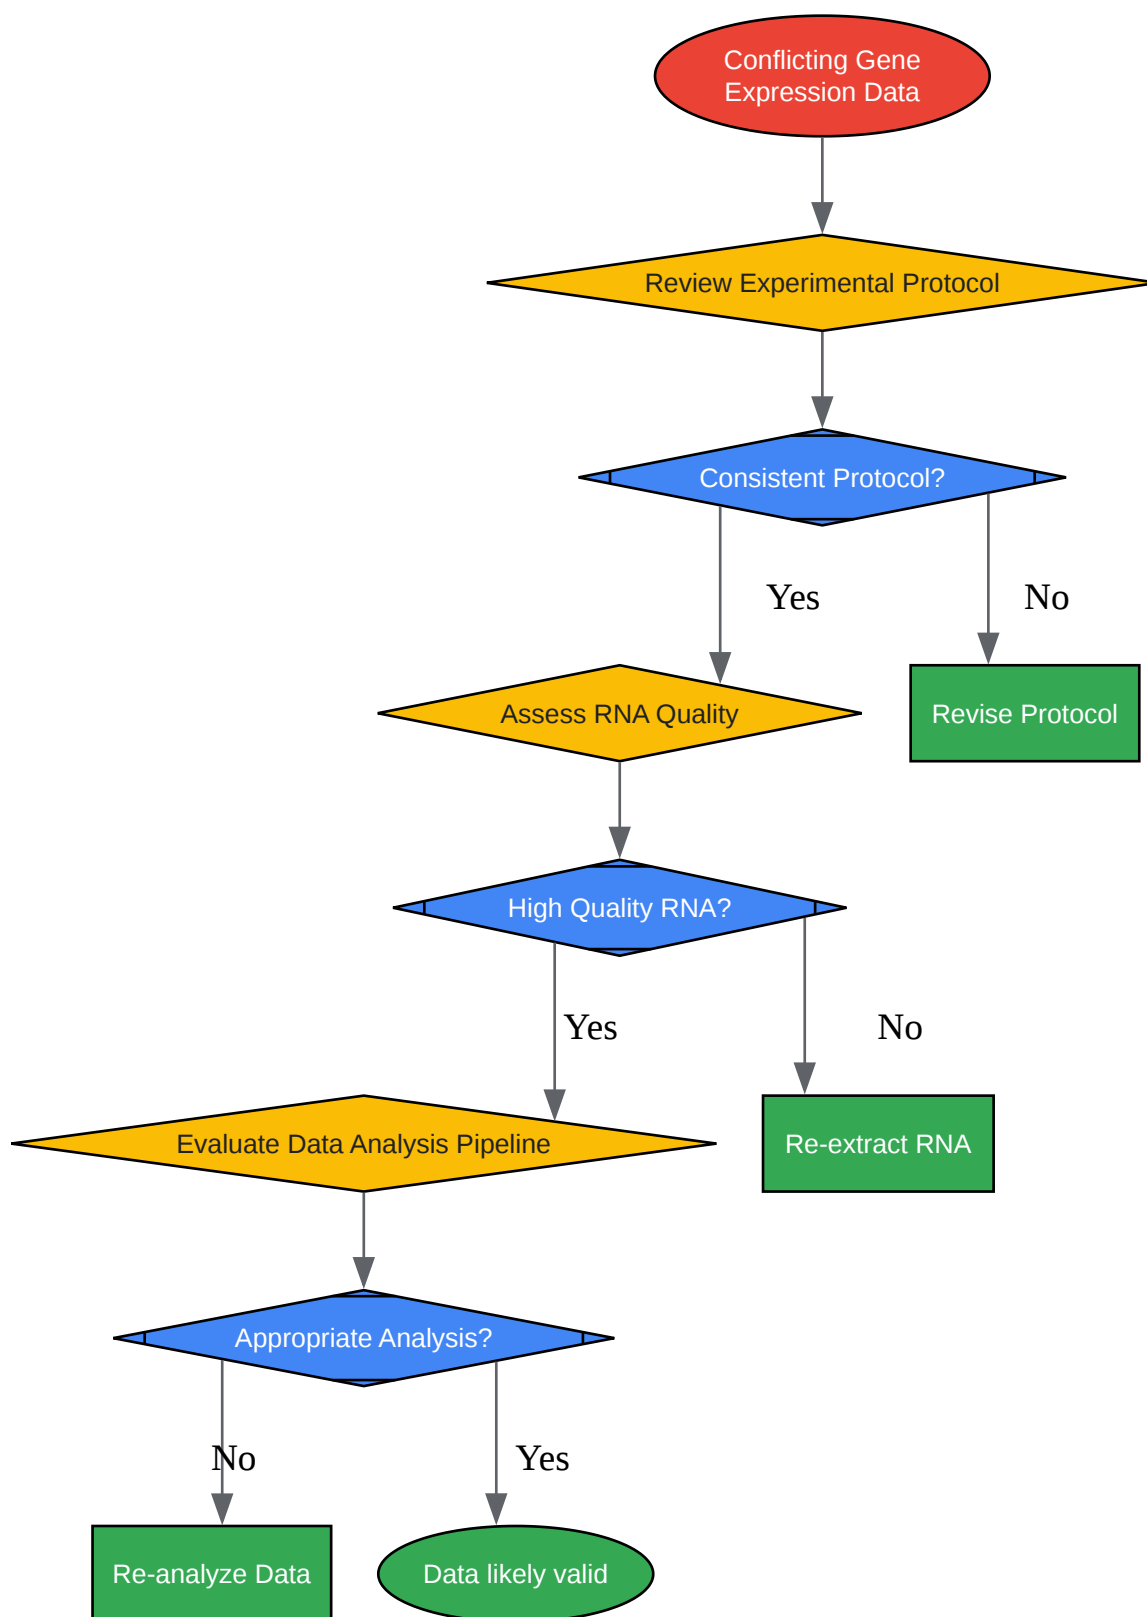 Conflicting Gene
Expression Data
Review Experimental Protocol
Consistent Protocol?
Yes
No
Assess RNA Quality
Revise Protocol
High Quality RNA?
Yes
No
Evaluate Data Analysis Pipeline
Re-extract RNA
Appropriate Analysis?
No
Yes
Re-analyze Data
Data likely valid